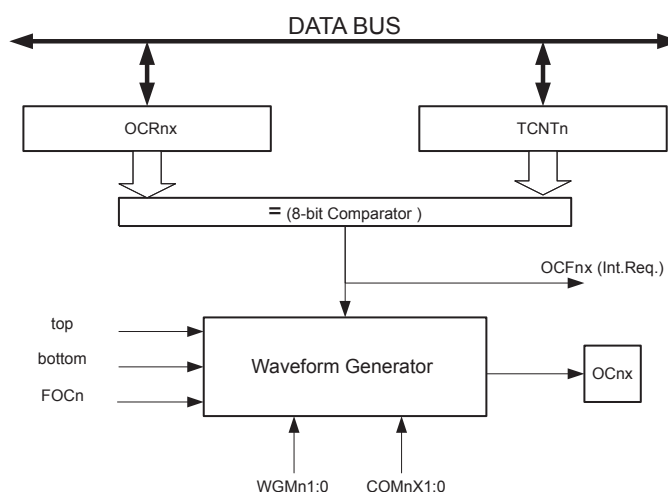 DATA BUS
OCRnx
TCNTn
= (8-bit Comparator )
OCFnx (Int.Req.)
top
bottom
FOCn
Waveform Generator
OCnx
WGMn1:0
COMnX1:0